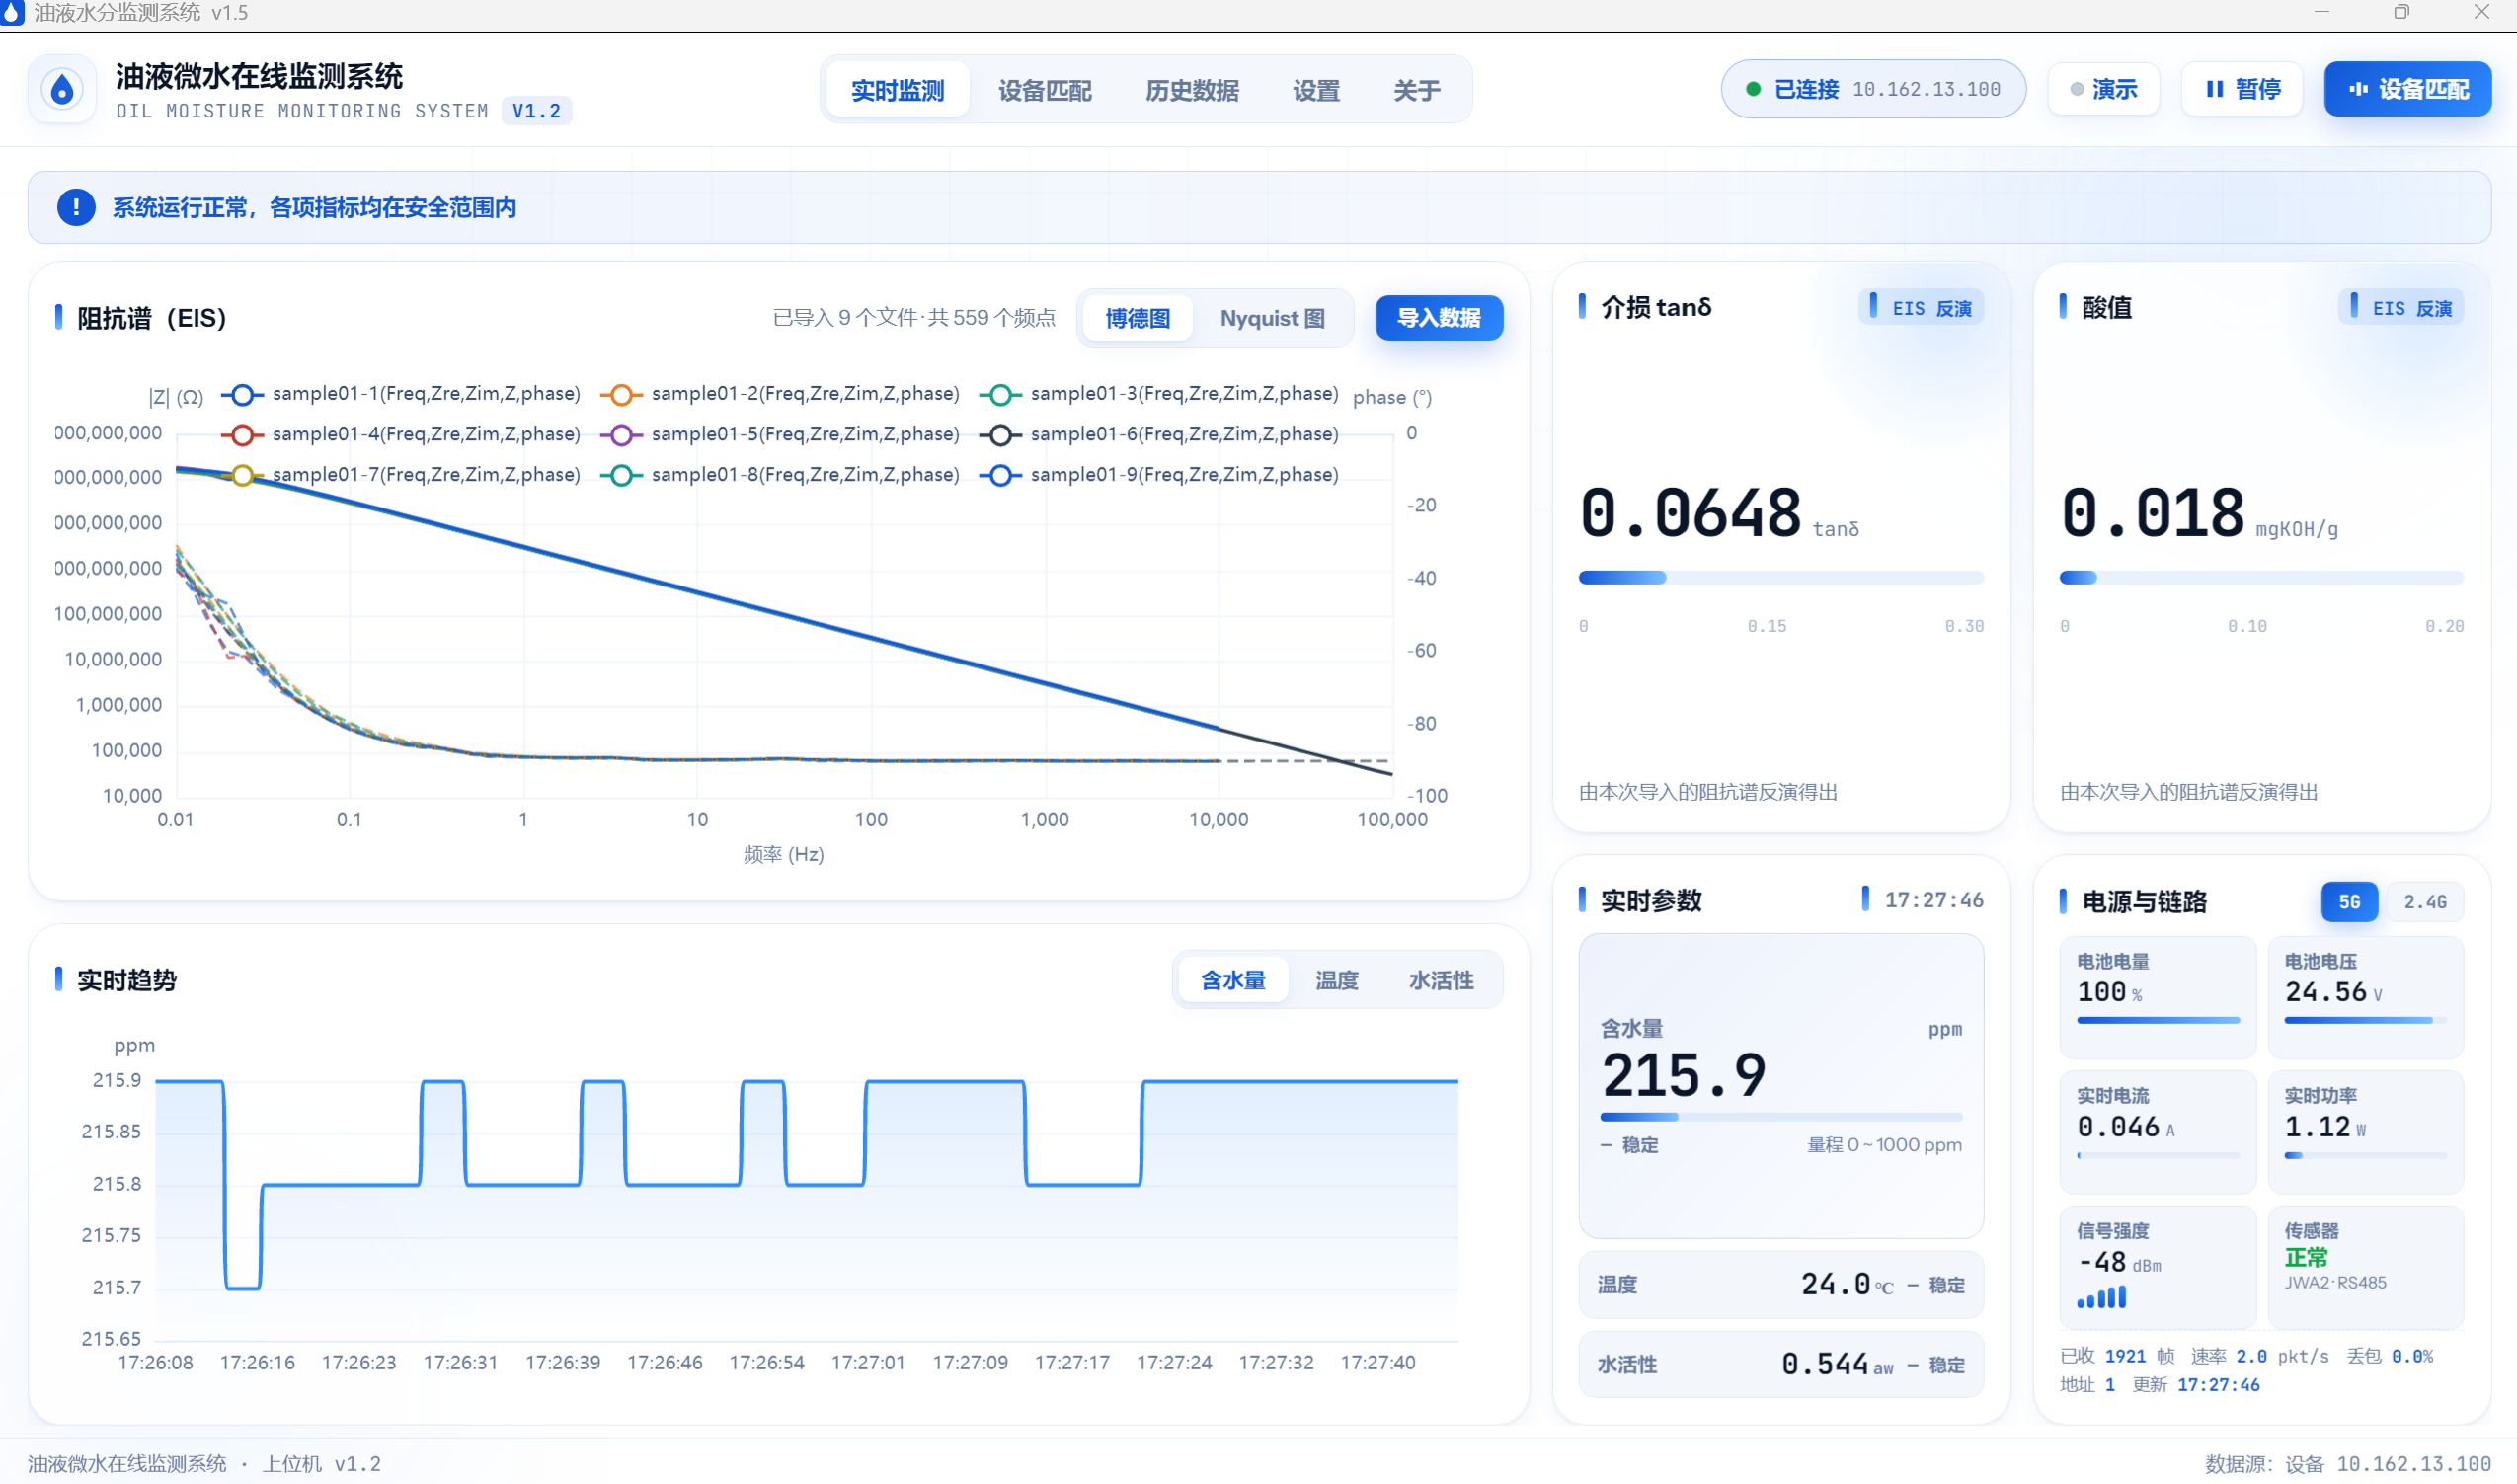 油液水分监测系统 v1.5
油液微水在线监测系统
OIL MOISTURE MONITORING SYSTEM V1.2
实时监测 设备匹配 历史数据 设置 关于
已连接 10.162.13.100 演示 暂停 设备匹配
系统运行正常，各项指标均在安全范围内
阻抗谱（EIS）
已导入 9 个文件·共 559 个频点 博德图 Nyquist 图 导入数据
|Z| (Ω) sample01-1(Freq,Zre,Zim,Z,phase) sample01-2(Freq,Zre,Zim,Z,phase) sample01-3(Freq,Zre,Zim,Z,phase) phase (°)
sample01-4(Freq,Zre,Zim,Z,phase) sample01-5(Freq,Zre,Zim,Z,phase) sample01-6(Freq,Zre,Zim,Z,phase)
sample01-7(Freq,Zre,Zim,Z,phase) sample01-8(Freq,Zre,Zim,Z,phase) sample01-9(Freq,Zre,Zim,Z,phase)
000,000,000
000,000,000
000,000,000
000,000,000
100,000,000
10,000,000
1,000,000
100,000
10,000
0
-20
-40
-60
-80
-100
0.01 0.1 1 10 100 1,000 10,000 100,000
频率 (Hz)
介损 tanδ EIS 反演
0.0648 tanδ
0 0.15 0.30
由本次导入的阻抗谱反演得出
酸值 EIS 反演
0.018 mgKOH/g
0 0.10 0.20
由本次导入的阻抗谱反演得出
实时趋势 含水量 温度 水活性
ppm
215.9
215.85
215.8
215.75
215.7
215.65
17:26:08 17:26:16 17:26:23 17:26:31 17:26:39 17:26:46 17:26:54 17:27:01 17:27:09 17:27:17 17:27:24 17:27:32 17:27:40
实时参数 17:27:46
含水量 ppm
215.9
— 稳定 量程 0 ~ 1000 ppm
温度 24.0 ℃ — 稳定
水活性 0.544 aw — 稳定
电源与链路 5G 2.4G
电池电量
100 %
电池电压
24.56 V
实时电流
0.046 A
实时功率
1.12 W
信号强度
-48 dBm
传感器
正常
JWA2·RS485
已收 1921 帧 速率 2.0 pkt/s 丢包 0.0%
地址 1 更新 17:27:46
油液微水在线监测系统 · 上位机 v1.2
数据源: 设备 10.162.13.100